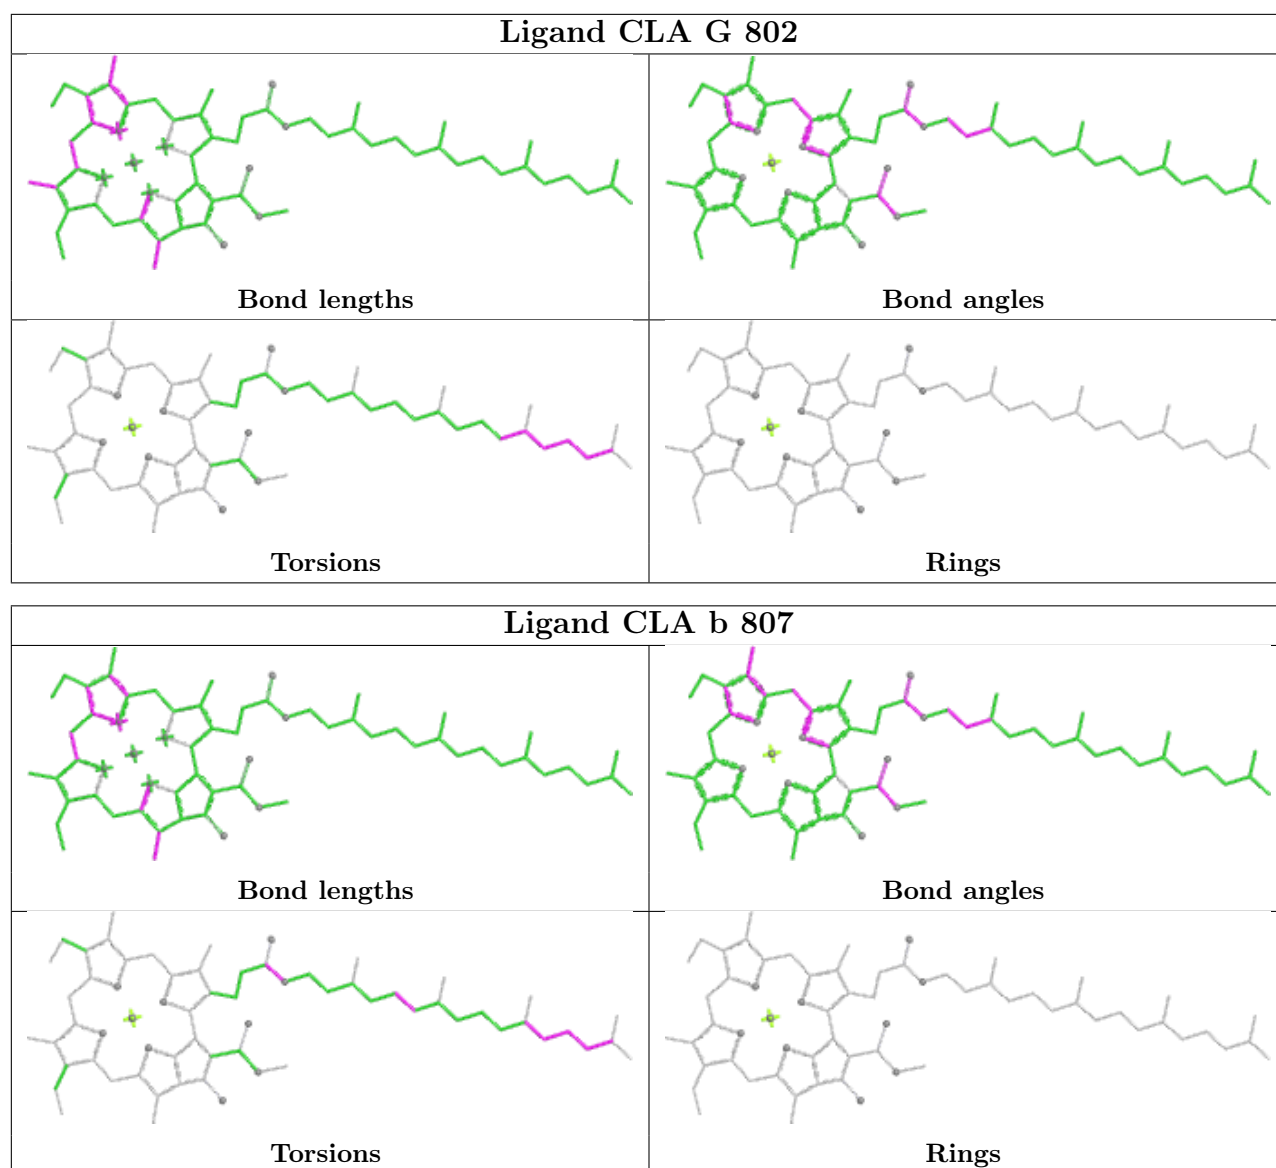 Ligand CLA G 802
Bond lengths
Bond angles
Torsions
Rings
Ligand CLA b 807
Bond lengths
Bond angles
Torsions
Rings